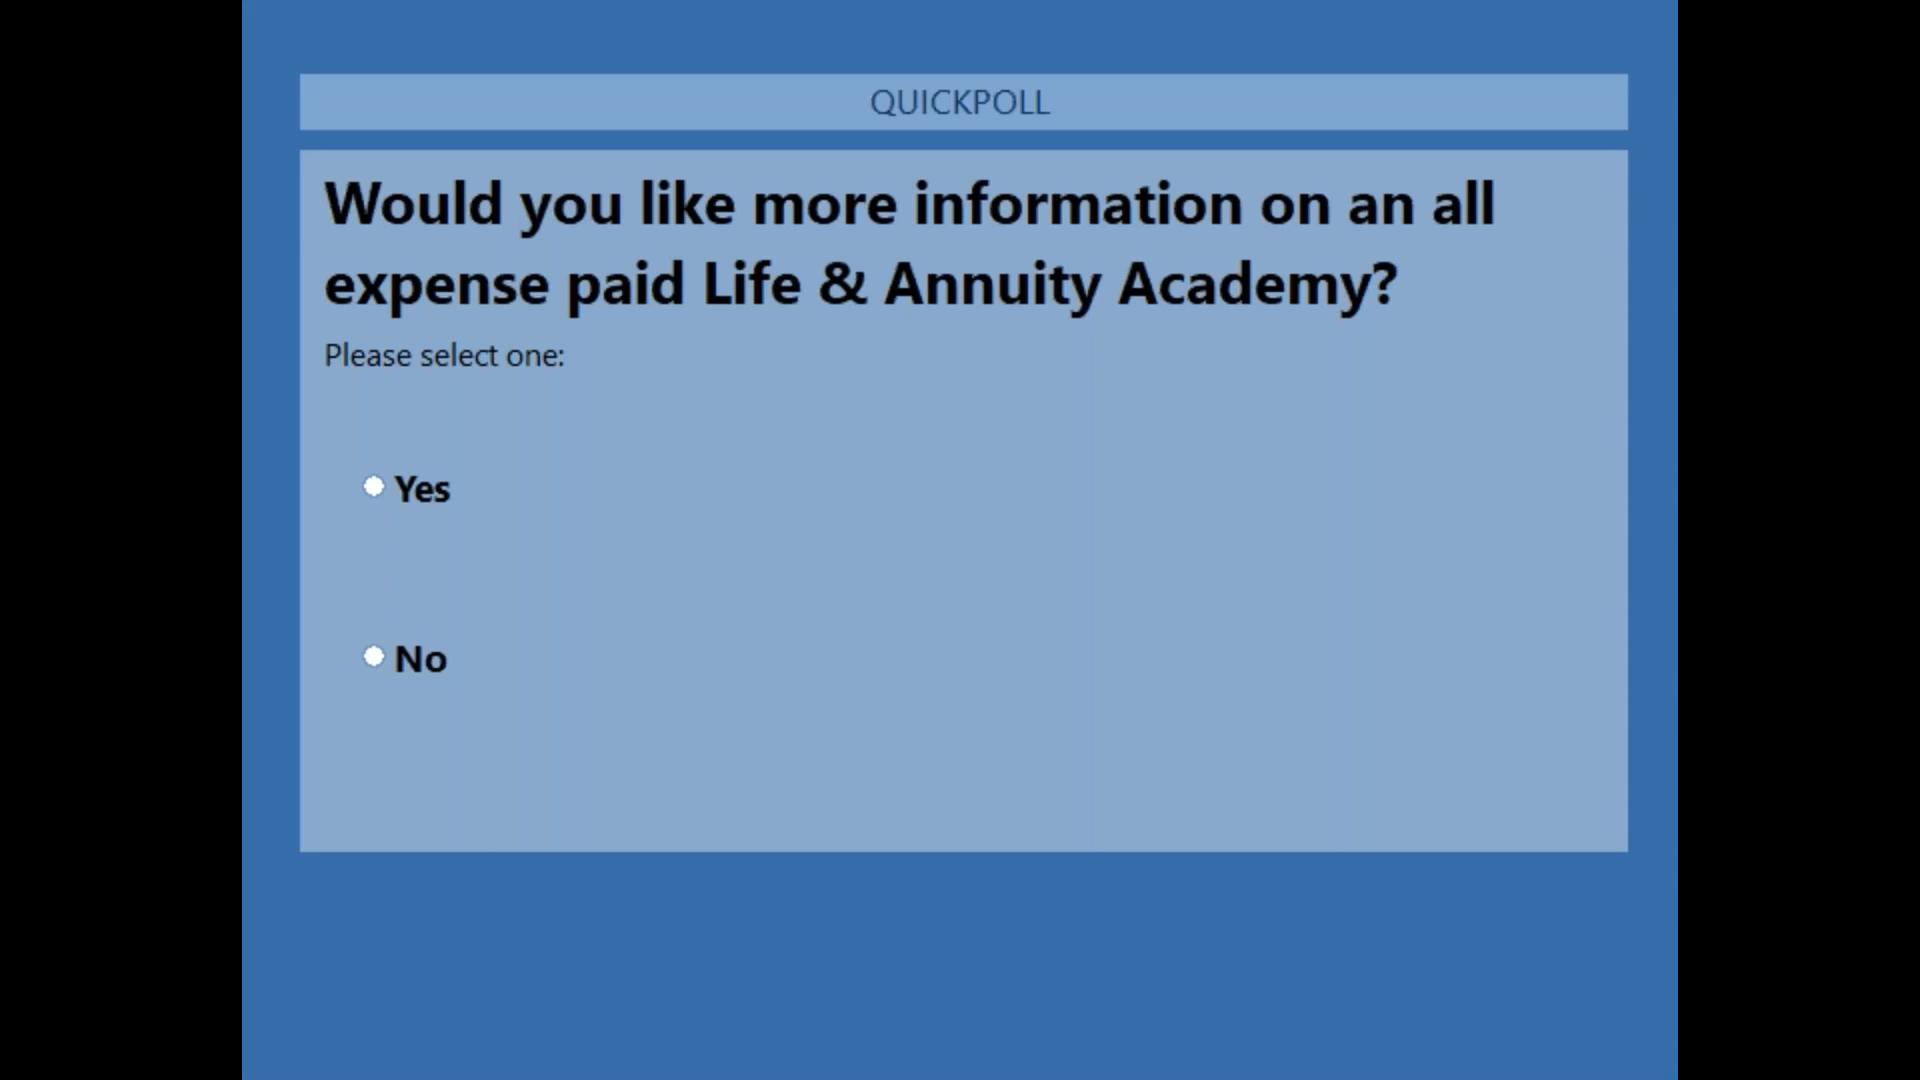 QUICKPOLL
Would you like more information on an all
expense paid Life & Annuity Academy?
Please select one:
Yes
No